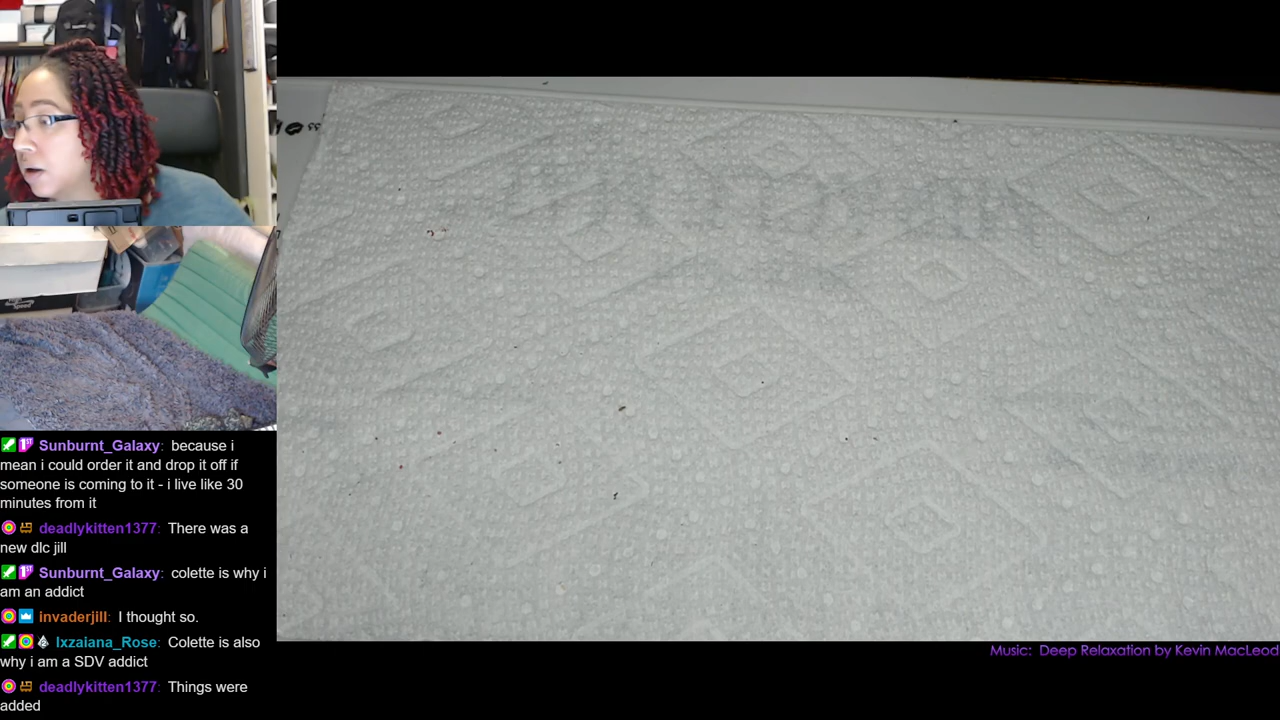 Sunburnt_Galaxy: because i
mean i could order it and drop it off if
someone is coming to it - i live like 30
minutes from it
deadlykitten1377: There was a
new dlc jill
Sunburnt_Galaxy: colette is why i
am an addict
invaderjill: I thought so.
Ixzaiana_Rose: Colette is also
why i am a SDV addict
deadlykitten1377: Things were
added
Music: Deep Relaxation by Kevin MacLeod